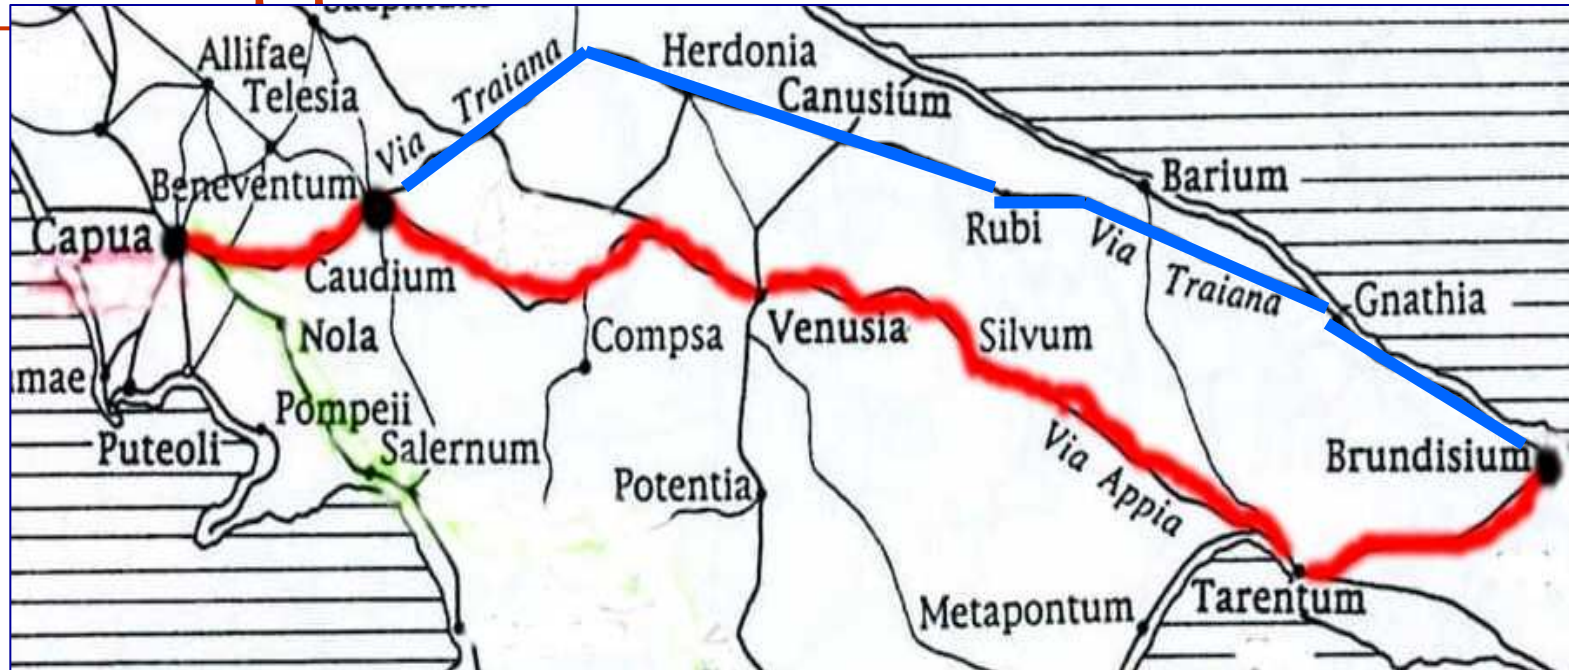 Allifae
Telesia
Via Traiana
Herdonia
Canusium
Beneventum
Barium
Capua
Caudium
Rubi
Via Traiana
Gnathia
Nola
Compsa
Venusia
Silvum
Pompeii
Puteoli
Salernum
Via Appia
Brundisium
Potentia
Metapontum
Tarentum